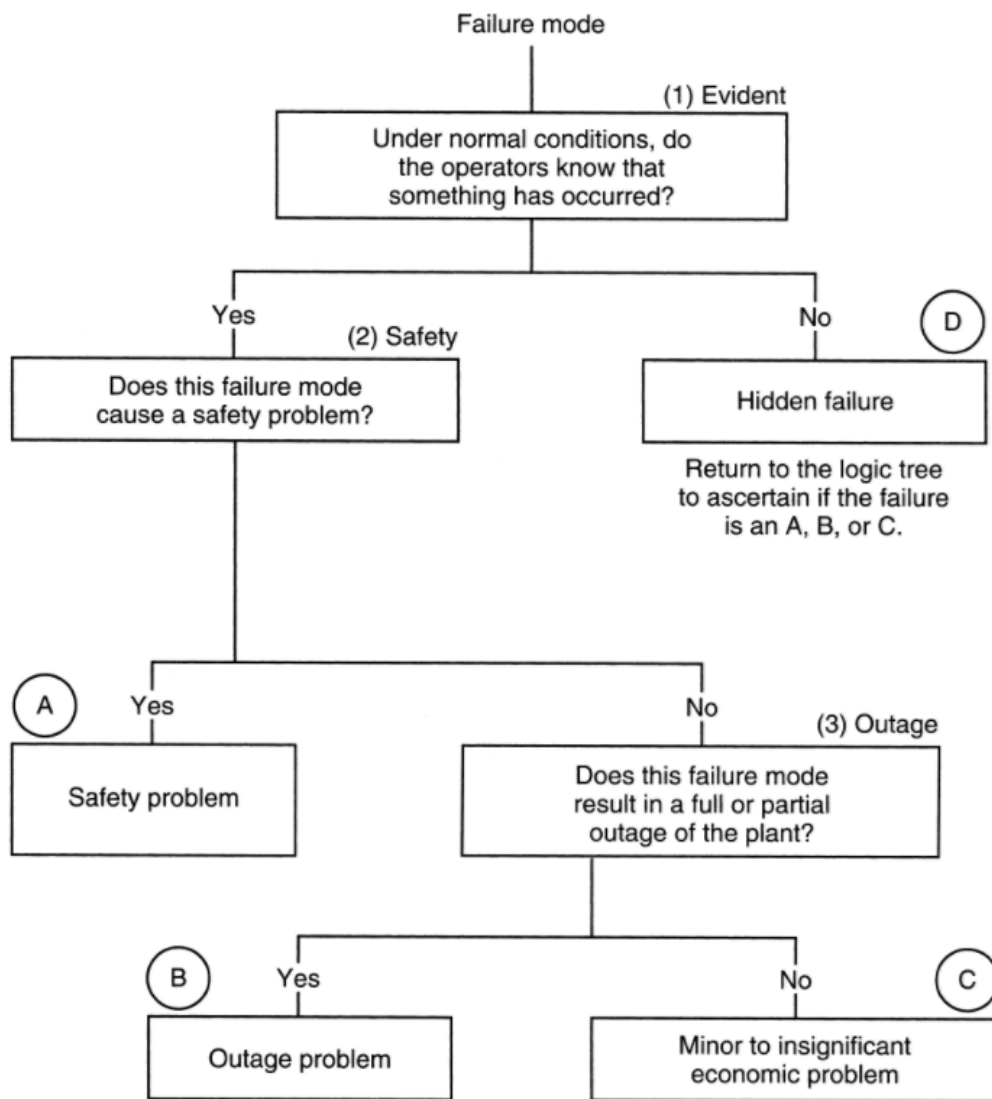 Failure mode
(1) Evident
Under normal conditions, do
the operators know that
something has occurred?
Yes
No
D
(2) Safety
Does this failure mode
cause a safety problem?
Hidden failure
Return to the logic tree
to ascertain if the failure
is an A, B, or C.
A
Yes
No
(3) Outage
Safety problem
Does this failure mode
result in a full or partial
outage of the plant?
B
Yes
No
C
Outage problem
Minor to insignificant
economic problem